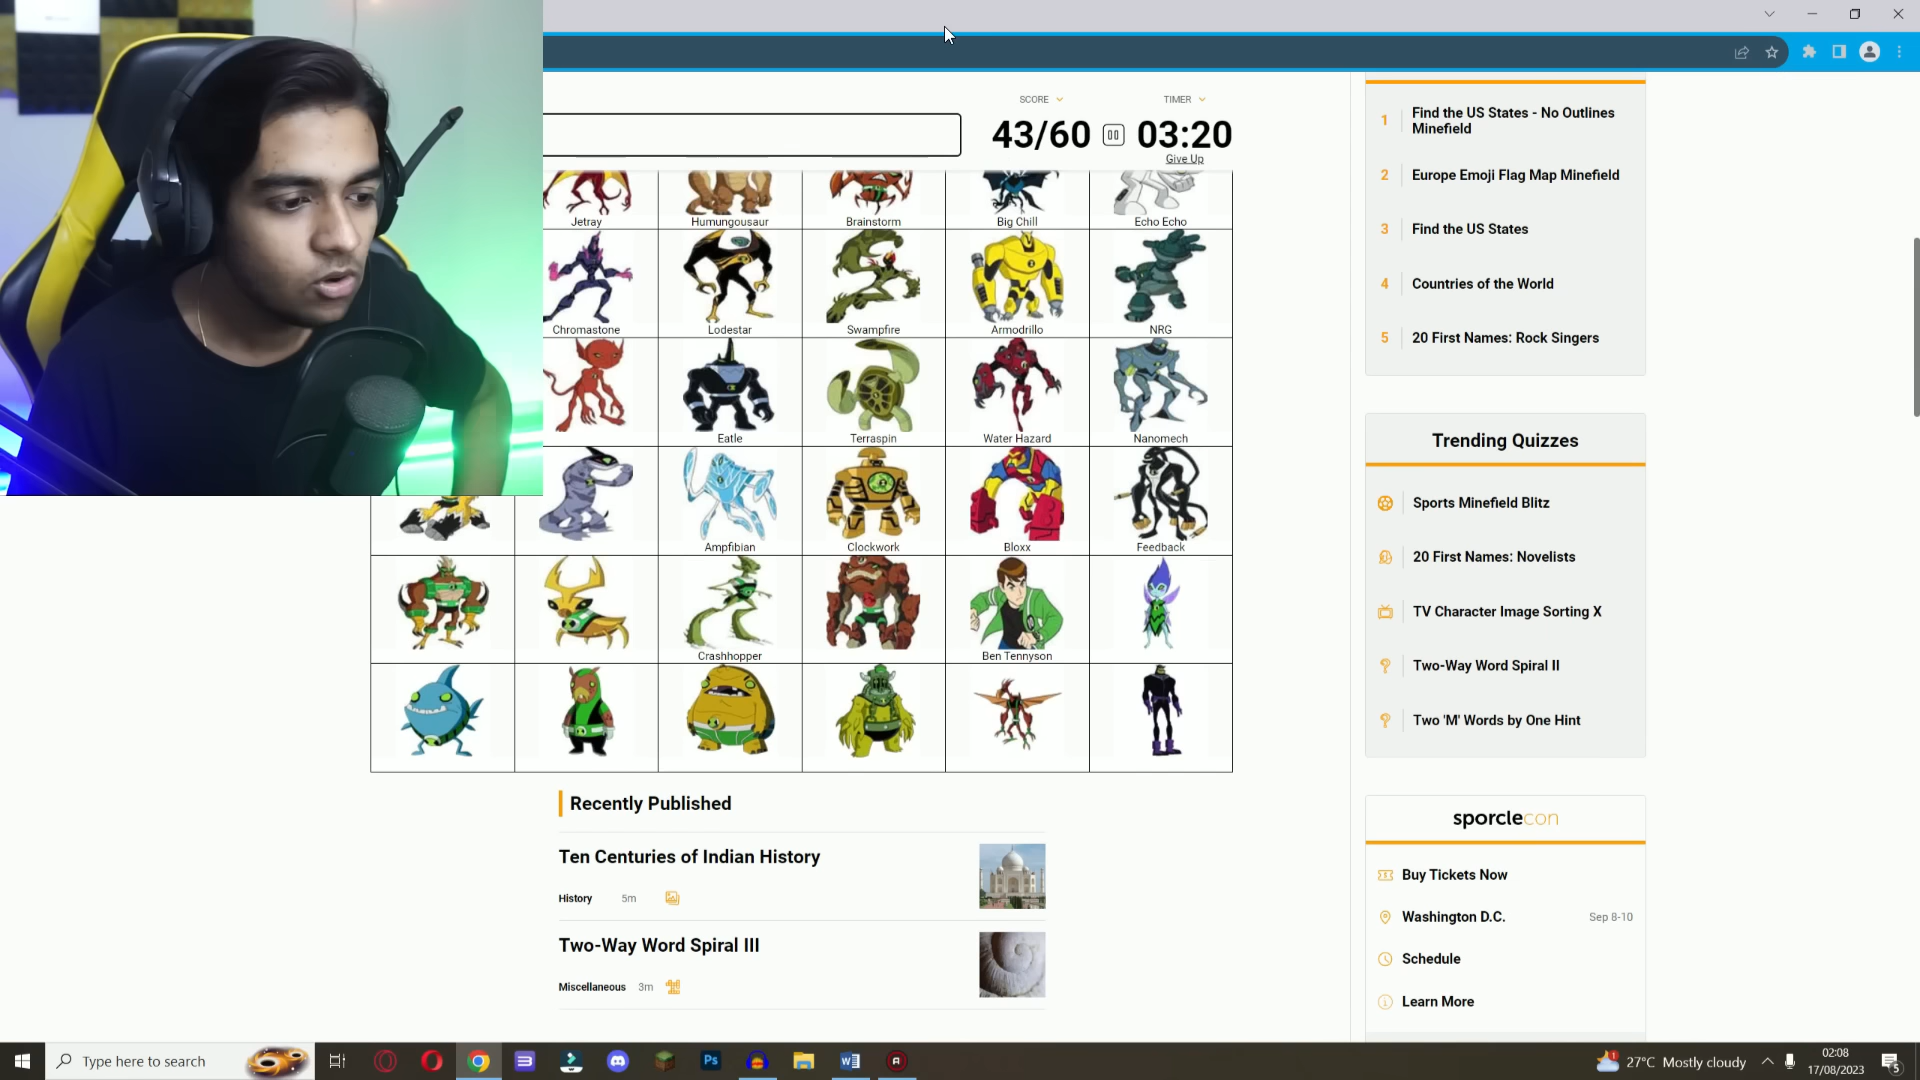 SCORE
TIMER
43/60
03:20
Give Up
Jetray
Humungousaur
Brainstorm
Big Chill
Echo Echo
Chromastone
Lodestar
Swampfire
Armodrillo
NRG
Eatle
Terraspin
Water Hazard
Nanomech
Ampfibian
Clockwork
Bloxx
Feedback
Crashhopper
Ben Tennyson
Recently Published
Ten Centuries of Indian History
History 5m
Two-Way Word Spiral III
Miscellaneous 3m
1 Find the US States - No Outlines
Minefield
2 Europe Emoji Flag Map Minefield
3 Find the US States
4 Countries of the World
5 20 First Names: Rock Singers
Trending Quizzes
Sports Minefield Blitz
20 First Names: Novelists
TV Character Image Sorting X
Two-Way Word Spiral II
Two 'M' Words by One Hint
sporclecon
Buy Tickets Now
Washington D.C. Sep 8-10
Schedule
Learn More
Type here to search
Ps
27°C Mostly cloudy
02:08
17/08/2023
5